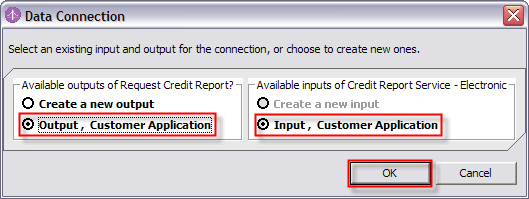 Data Connection
Select an existing input and output for the connection, or choose to create new ones.
Available outputs of Request Credit Report?
Create a new output
Output , Customer Application
Available inputs of Credit Report Service - Electronic
Create a new input
Input , Customer Application
OK
Cancel